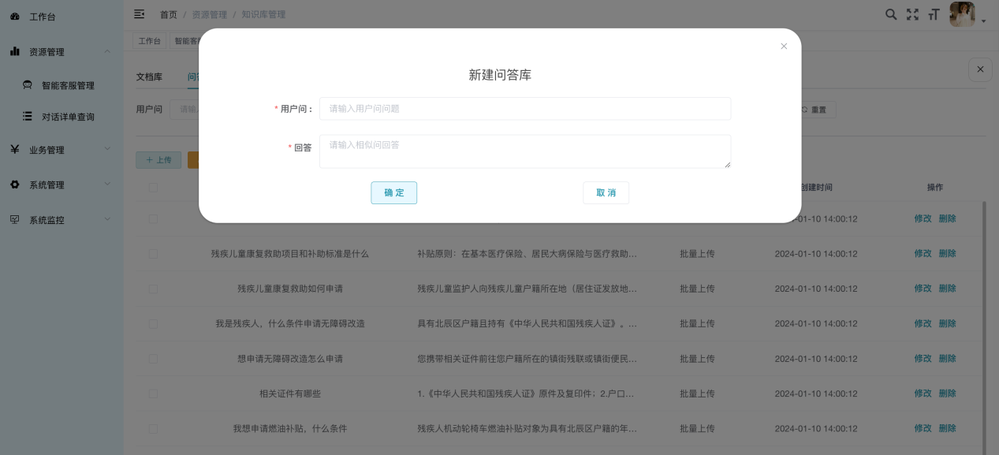 工作台
首页 / 资源管理 / 知识库管理
工作台
智能客服
资源管理
智能客服管理
对话详单查询
业务管理
系统管理
系统监控
文档库
问答
用户问
请输入
重置
+ 上传
新建问答库
* 用户问：
请输入用户问问题
* 回答
请输入相似问回答
确 定
取 消
创建时间
操作
-01-10 14:00:12
修改 删除
残疾儿童康复救助项目和补助标准是什么
补贴原则：在基本医疗保险、居民大病保险与医疗救助...
批量上传
2024-01-10 14:00:12
修改 删除
残疾儿童康复救助如何申请
残疾儿童监护人向残疾儿童户籍所在地（居住证发放地...
批量上传
2024-01-10 14:00:12
修改 删除
我是残疾人，什么条件申请无障碍改造
具有北辰区户籍且持有《中华人民共和国残疾人证》。...
批量上传
2024-01-10 14:00:12
修改 删除
想申请无障碍改造怎么申请
您携带相关证件前往您户籍所在的镇街残联或镇街便民...
批量上传
2024-01-10 14:00:12
修改 删除
相关证件有哪些
1.《中华人民共和国残疾人证》原件及复印件；2.户口...
批量上传
2024-01-10 14:00:12
修改 删除
我想申请燃油补贴，什么条件
残疾人机动轮椅车燃油补贴对象为具有北辰区户籍的年...
批量上传
2024-01-10 14:00:12
修改 删除